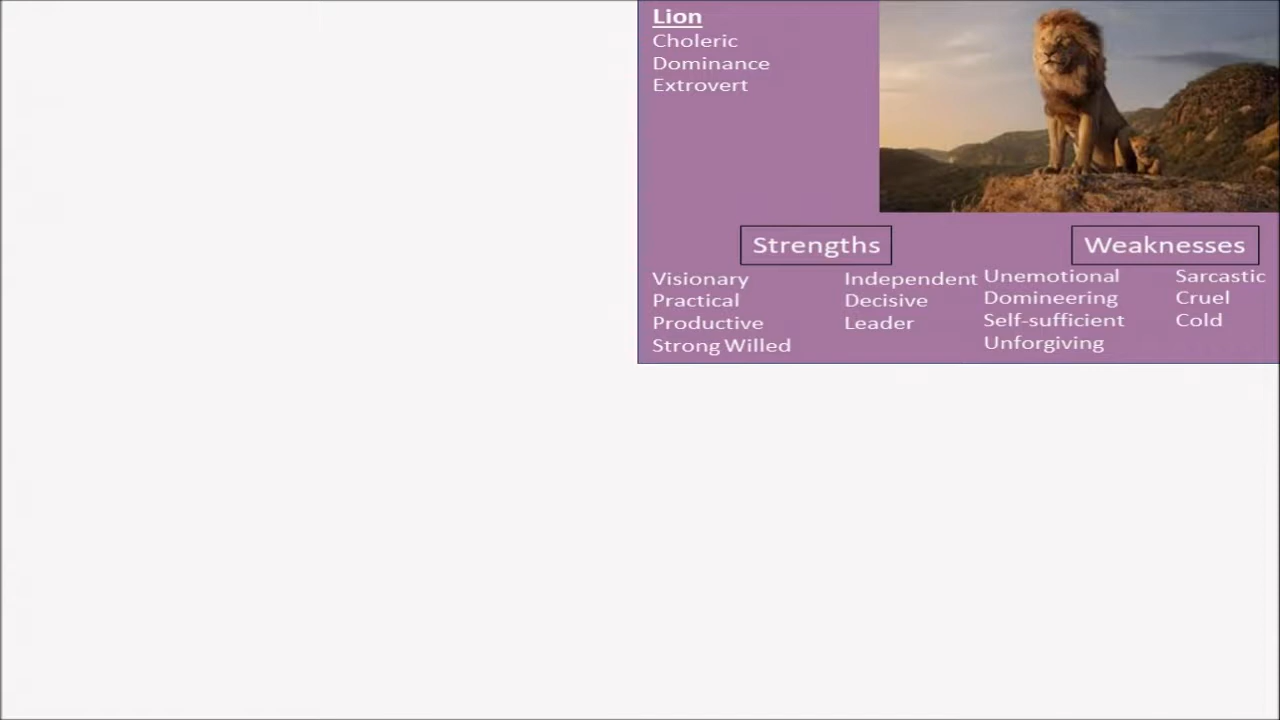 Lion
Choleric
Dominance
Extrovert
Strengths
Visionary
Practical
Productive
Strong Willed
Independent
Decisive
Leader
Weaknesses
Unemotional
Domineering
Self-sufficient
Unforgiving
Sarcastic
Cruel
Cold